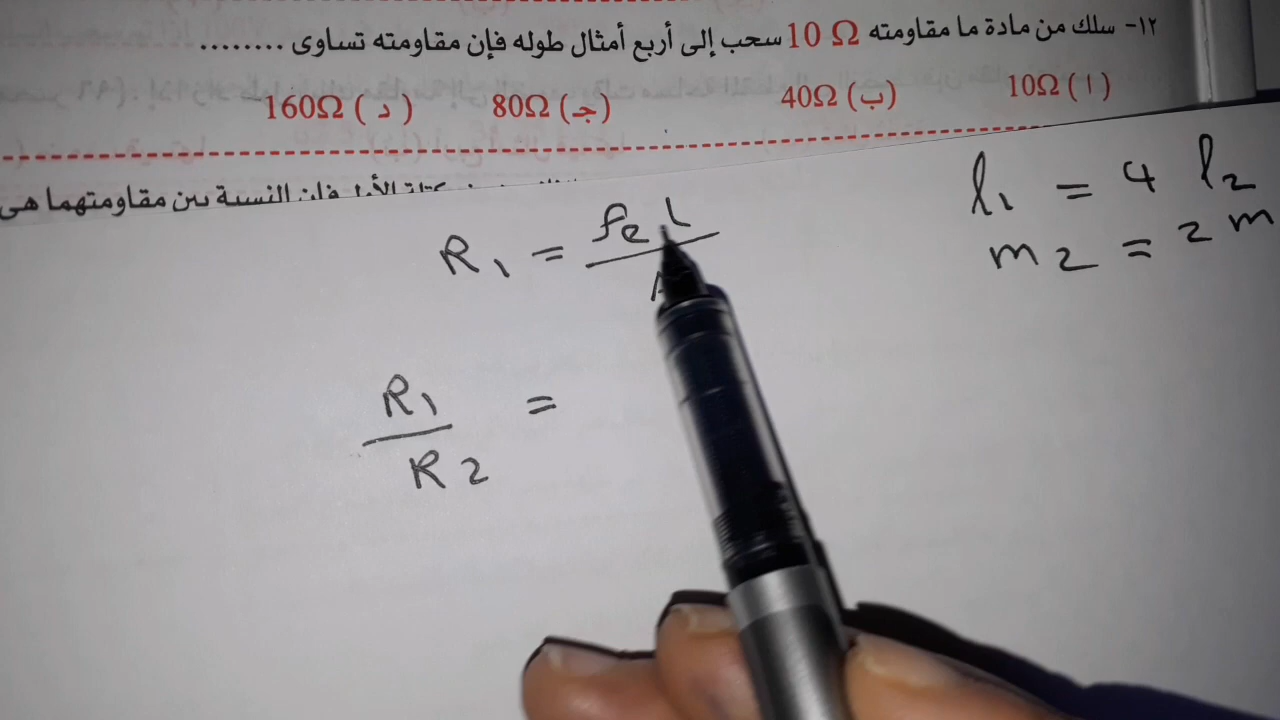 ١٢- سلك من مادة ما مقاومته 10 Ω سحب إلى أربع أمثال طوله فإن مقاومته تساوى ........
(ا) 10Ω (ب) 40Ω (جـ) 80Ω (د) 160Ω
النسبة بين مقاومتهما هى
l₁ = 4 l₂
m₂ = 2 m
R₁ = ρₑ l
R₁ =
R₂